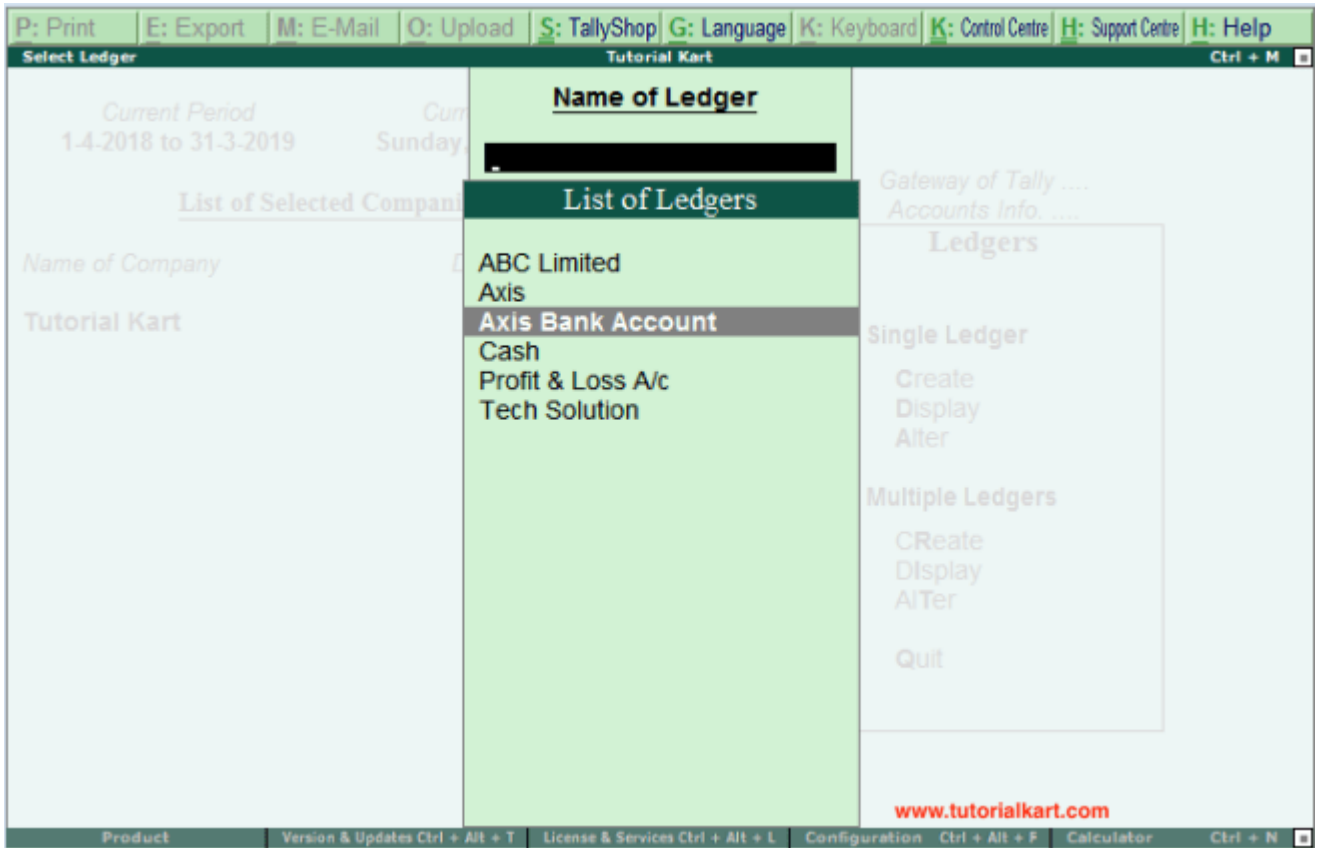 P: Print E: Export M: E-Mail O: Upload S: TallyShop G: Language K: Keyboard K: Control Centre H: Support Centre H: Help
Select Ledger Tutorial Kart Ctrl + M
Current Period Curr
1-4-2018 to 31-3-2019 Sunday,
List of Selected Compani
Name of Company D
Tutorial Kart
Name of Ledger
List of Ledgers
ABC Limited
Axis
Axis Bank Account
Cash
Profit & Loss A/c
Tech Solution
Gateway of Tally ....
Accounts Info. ....
Ledgers
Single Ledger
Create
Display
Alter
Multiple Ledgers
CReate
DIsplay
AlTer
Quit
www.tutorialkart.com
Product Version & Updates Ctrl + Alt + T License & Services Ctrl + Alt + L Configuration Ctrl + Alt + F Calculator Ctrl + N